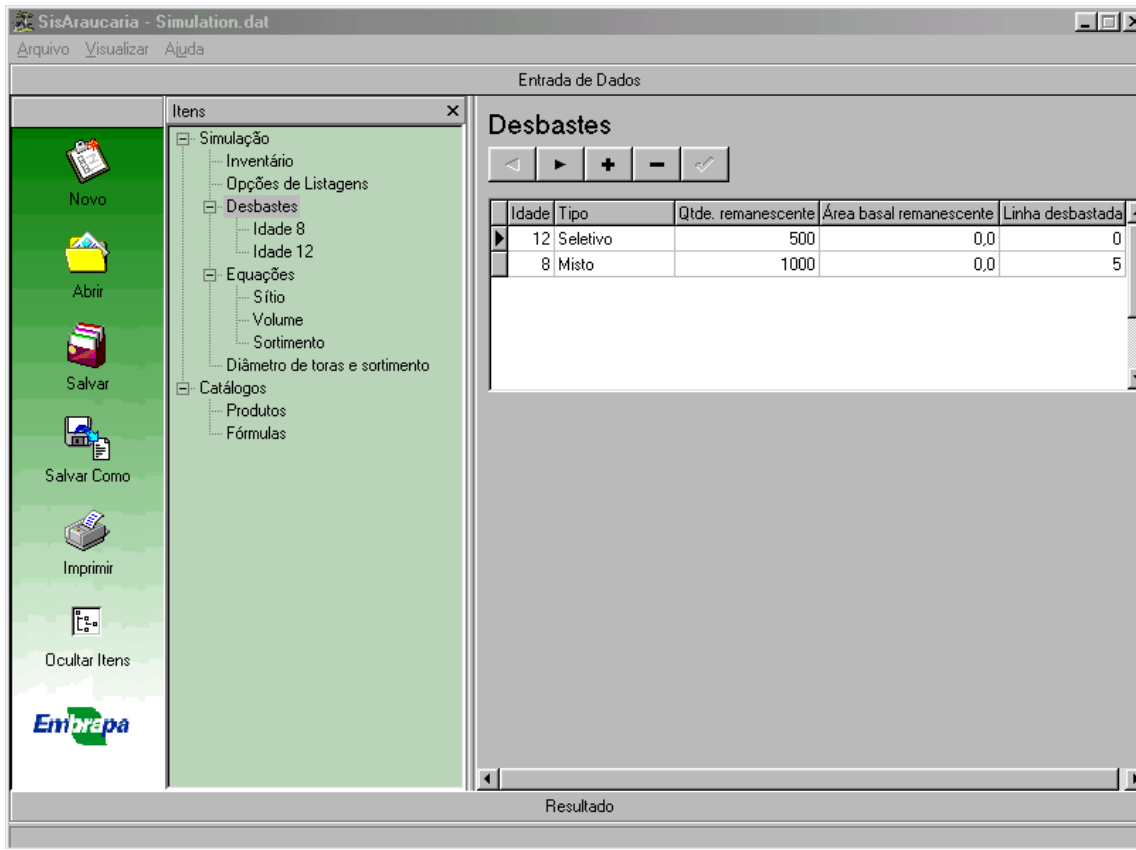 SisAraucaria - Simulation.dat
Arquivo Visualizar Ajuda
Entrada de Dados
Novo
Abrir
Salvar
Salvar Como
Imprimir
Ocultar Itens
Embrapa
Itens
Simulação
Inventário
Opções de Listagens
Desbastes
Idade 8
Idade 12
Equações
Sítio
Volume
Sortimento
Diâmetro de toras e sortimento
Catálogos
Produtos
Fórmulas
Desbastes
Idade Tipo Qtde. remanescente Área basal remanescente Linha desbastada
12 Seletivo 500 0,0 0
8 Misto 1000 0,0 5
Resultado